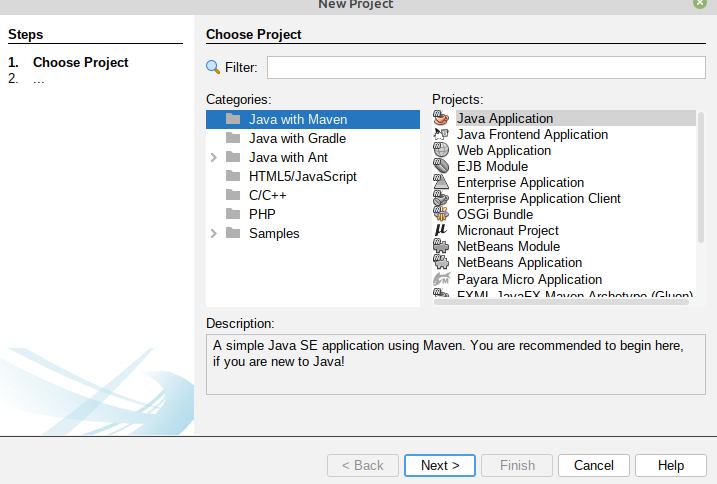 New Project
Steps
1. Choose Project
2. ...
Choose Project
Filter:
Categories:
Java with Maven
Java with Gradle
Java with Ant
HTML5/JavaScript
C/C++
PHP
Samples
Projects:
Java Application
Java Frontend Application
Web Application
EJB Module
Enterprise Application
Enterprise Application Client
OSGi Bundle
Micronaut Project
NetBeans Module
NetBeans Application
Payara Micro Application
FXML JavaFX Maven Archetype (Gluon)
Description:
A simple Java SE application using Maven. You are recommended to begin here,
if you are new to Java!
< Back
Next >
Finish
Cancel
Help